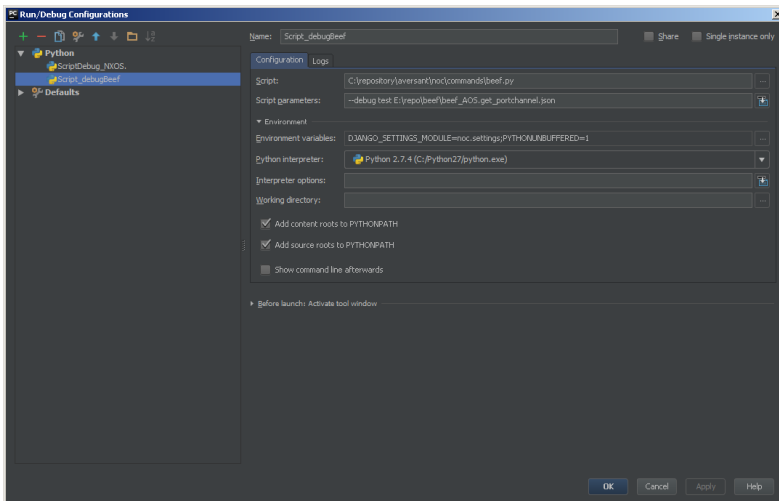 PC Run/Debug Configurations
Name: Script_debugBeef
Share
Single instance only
Python
ScriptDebug_NXOS.
Script_debugBeef
Defaults
Configuration Logs
Script: C:\repository\aversant\noc\commands\beef.py
Script parameters: --debug test E:\repo\beef\beef_AOS.get_portchannel.json
Environment
Environment variables: DJANGO_SETTINGS_MODULE=noc.settings;PYTHONUNBUFFERED=1
Python interpreter: Python 2.7.4 (C:/Python27/python.exe)
Interpreter options:
Working directory:
Add content roots to PYTHONPATH
Add source roots to PYTHONPATH
Show command line afterwards
Before launch: Activate tool window
OK Cancel Apply Help